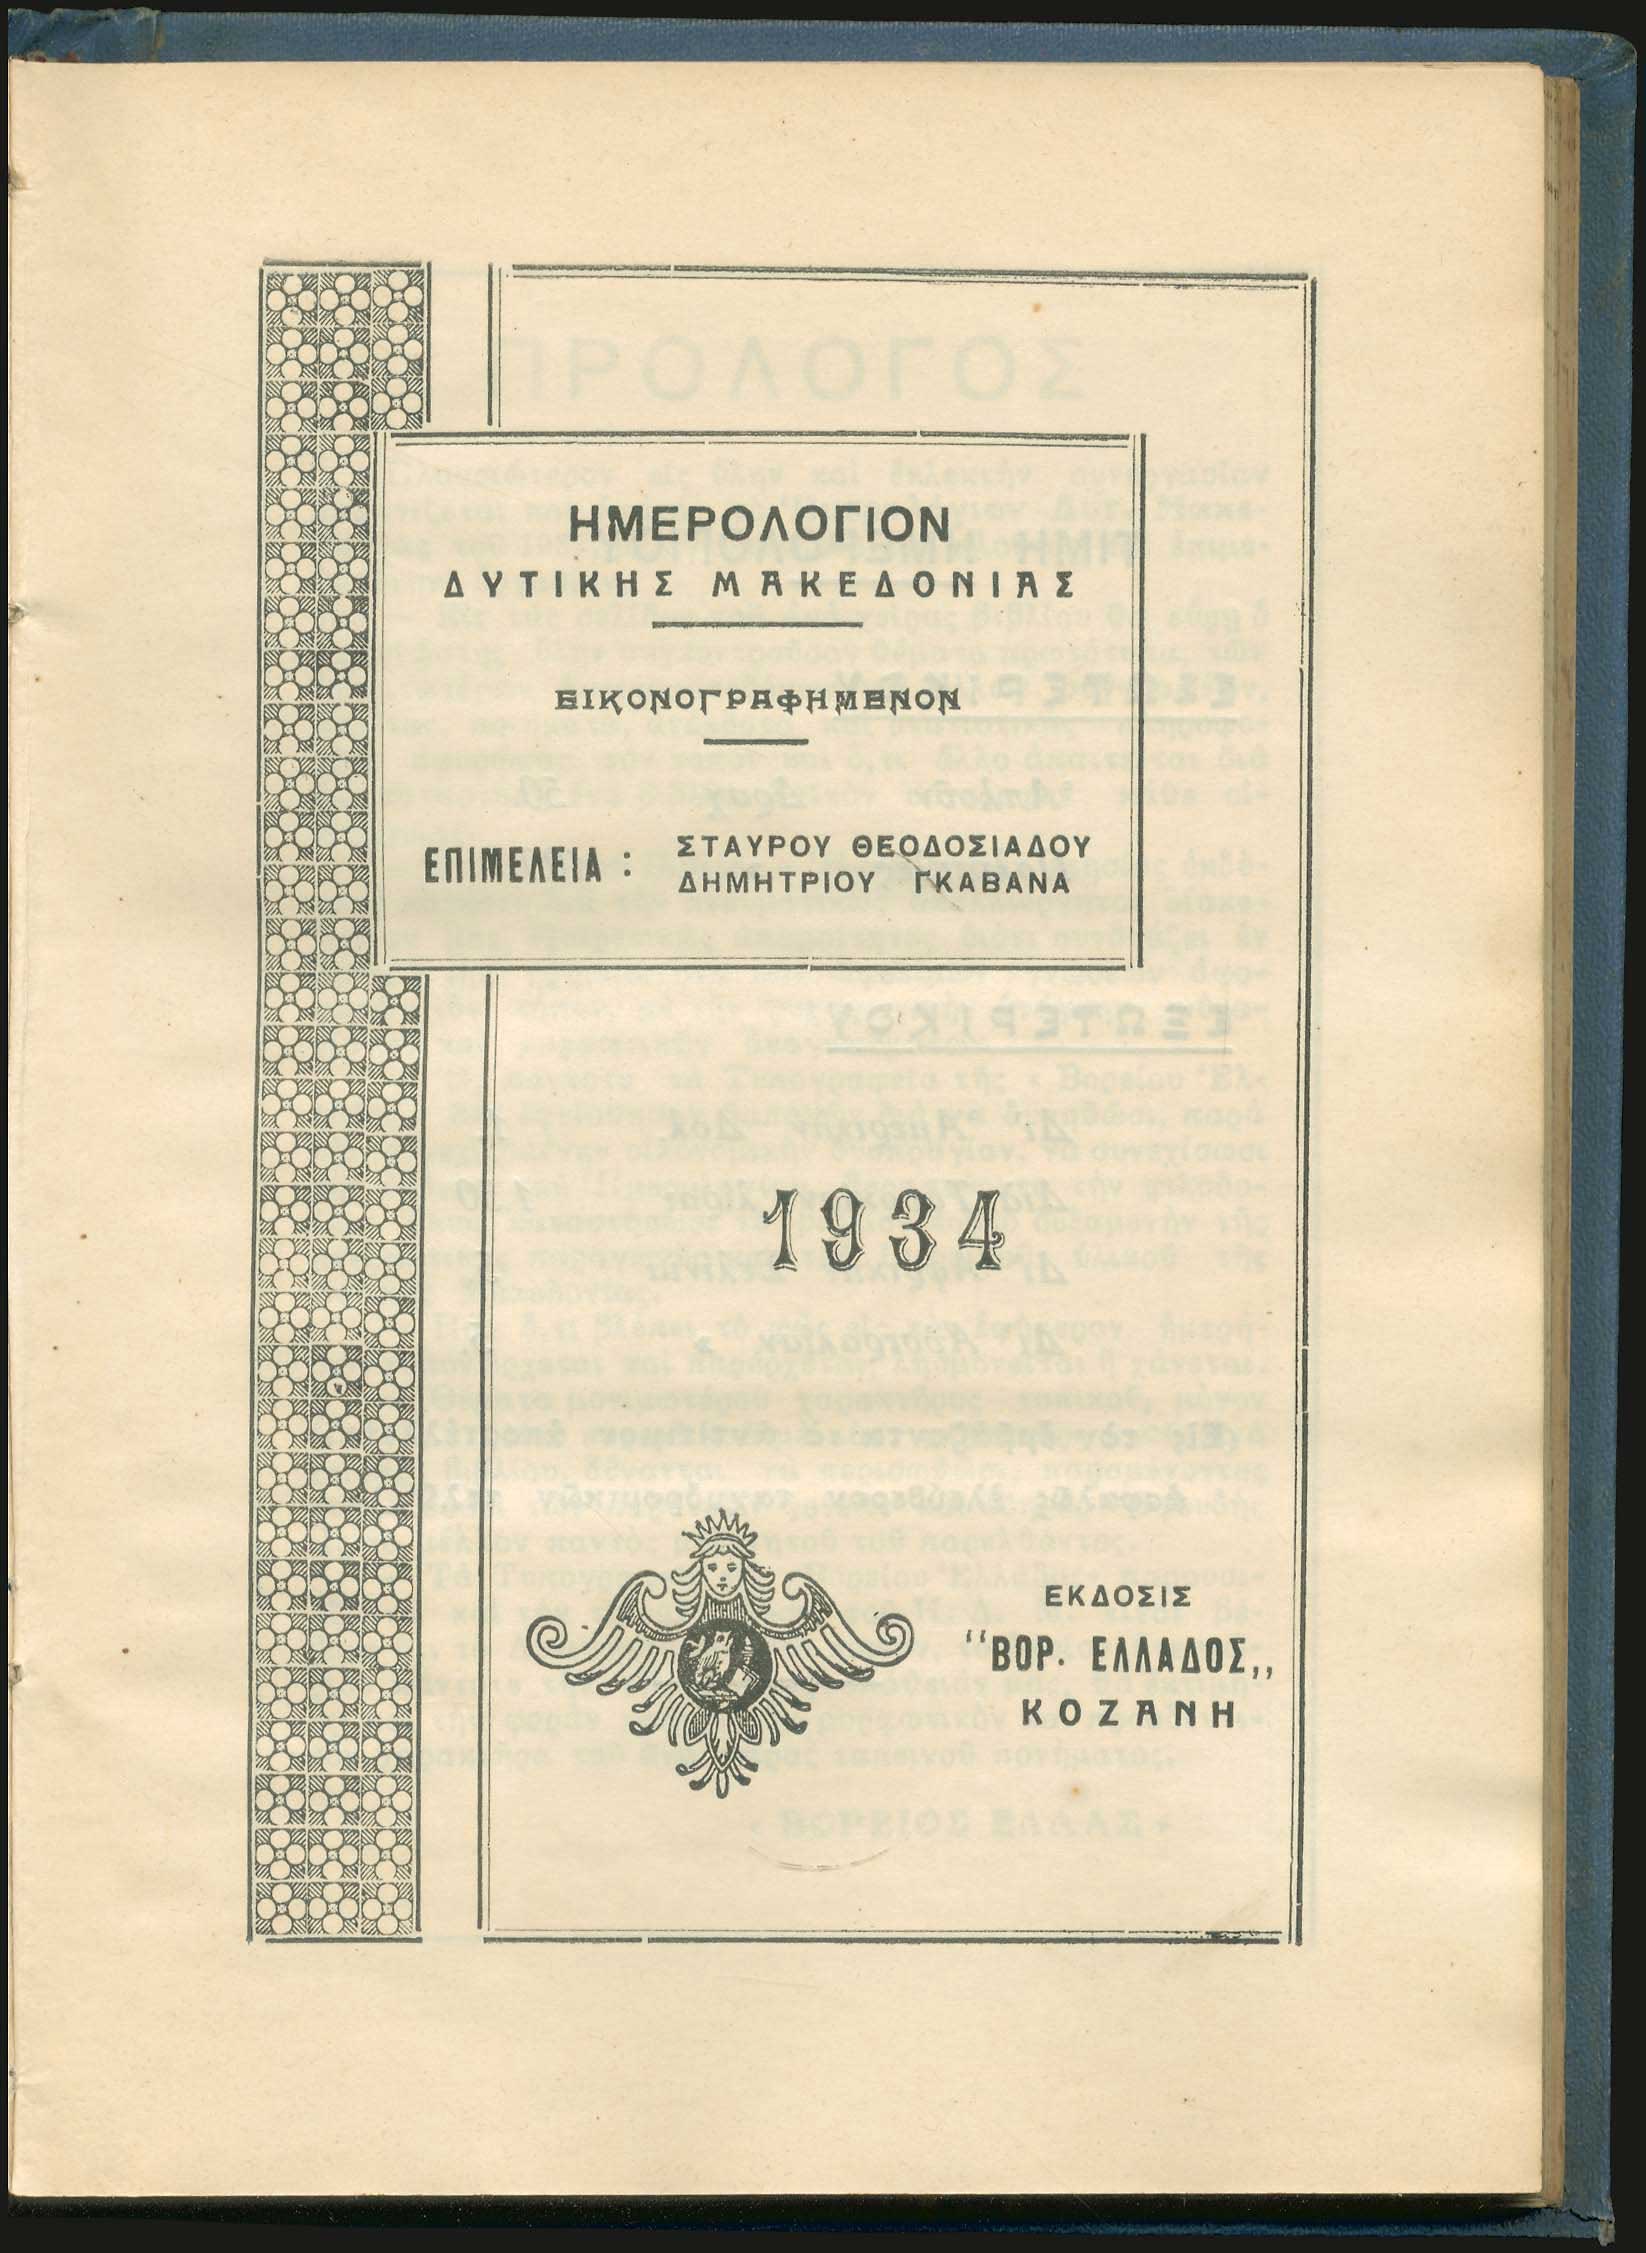 ΗΜΕΡΟΛΟΓΙΟΝ
ΔΥΤΙΚΗΣ ΜΑΚΕΔΟΝΙΑΣ
ΕΙΚΟΝΟΓΡΑΦΗΜΕΝΟΝ
ΕΠΙΜΕΛΕΙΑ : ΣΤΑΥΡΟΥ ΘΕΟΔΟΣΙΑΔΟΥ
ΔΗΜΗΤΡΙΟΥ ΓΚΑΒΑΝΑ
1934
ΕΚΔΟΣΙΣ
"ΒΟΡ. ΕΛΛΑΔΟΣ,,
ΚΟΖΑΝΗ